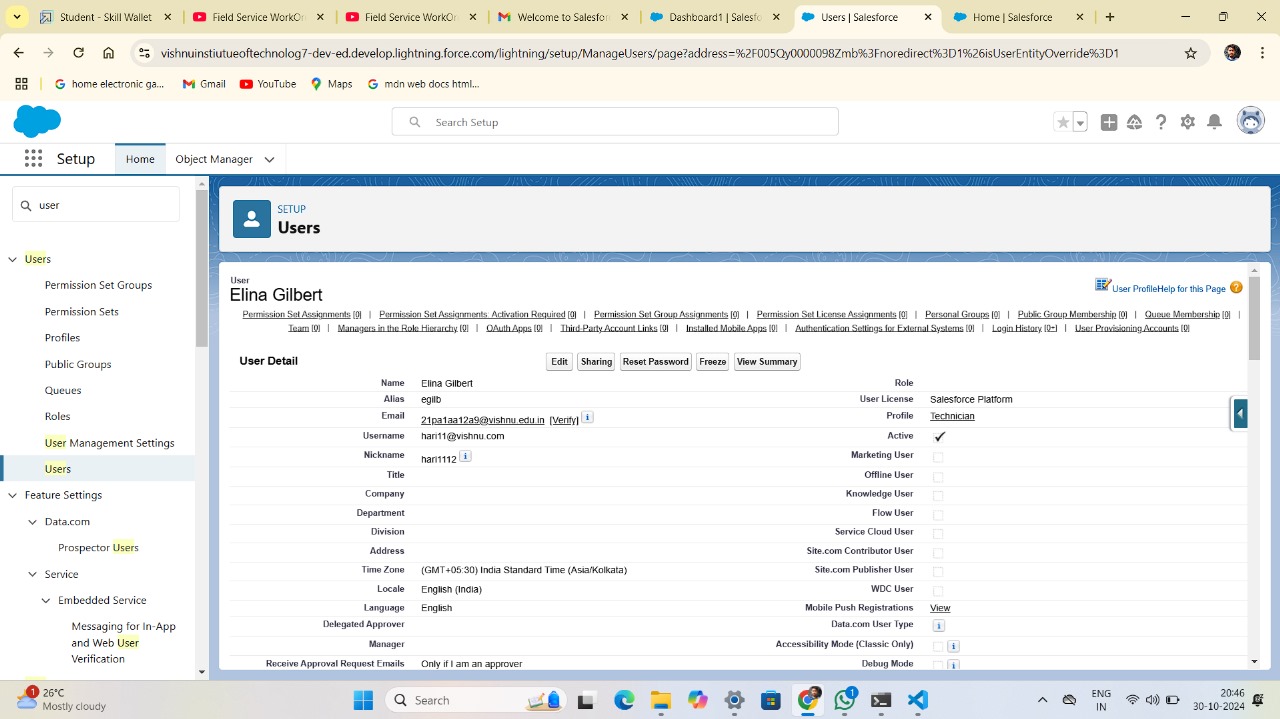 Student - Skill Wallet
Student - Service
Field Service WorkOr
Welcome to Salesfor
Dashboard | Salesfo
Users | Salesforce
Home | Salesforce
vishnuinstituteoftechnolog7-dev-ed.develop.lightning.force.com/lightning/setup/ManageUsers/page?address=%2F005Qy0000098Zmb%3Fnoredirect%3D1%26isUserEntityOverride%3D1
home electronic ga... Gmail YouTube Maps mdn web docs html...
Search Setup
Setup Home Object Manager
user
SETUP
Users
Users
Permission Set Groups
Permission Sets
Profiles
Public Groups
Queues
Roles
User Management Settings
Users
Feature Settings
Data.com
Prospector Users
Service
Embedded Service
Messaging for In-App
and Web User
Verification
User
Elina Gilbert
User Profile Help for this Page
Permission Set Assignments [0] | Permission Set Assignments: Activation Required [0] | Permission Set Group Assignments [0] | Permission Set License Assignments [0] | Personal Groups [0] | Public Group Membership [0] | Queue Membership [0] |
Team [0] | Managers in the Role Hierarchy [0] | OAuth Apps [0] | Third-Party Account Links [0] | Installed Mobile Apps [0] | Authentication Settings for External Systems [0] | Login History [0+] | User Provisioning Accounts [0]
User Detail Edit Sharing Reset Password Freeze View Summary
Name Elina Gilbert Role
Alias egilb User License Salesforce Platform
Email 21pa1aa12a9@vishnu.edu.in [Verify] Profile Technician
Username hari11@vishnu.com Active
Nickname hari1112 Marketing User
Title Offline User
Company Knowledge User
Department Flow User
Division Service Cloud User
Address Site.com Contributor User
Time Zone (GMT+05:30) India Standard Time (Asia/Kolkata) Site.com Publisher User
Locale English (India) WDC User
Language English Mobile Push Registrations View
Delegated Approver Data.com User Type
Manager Accessibility Mode (Classic Only)
Receive Approval Request Emails Only if I am an approver Debug Mode
1 26°C
Mostly cloudy
Search
1
ENG
IN
20:46
30-10-2024